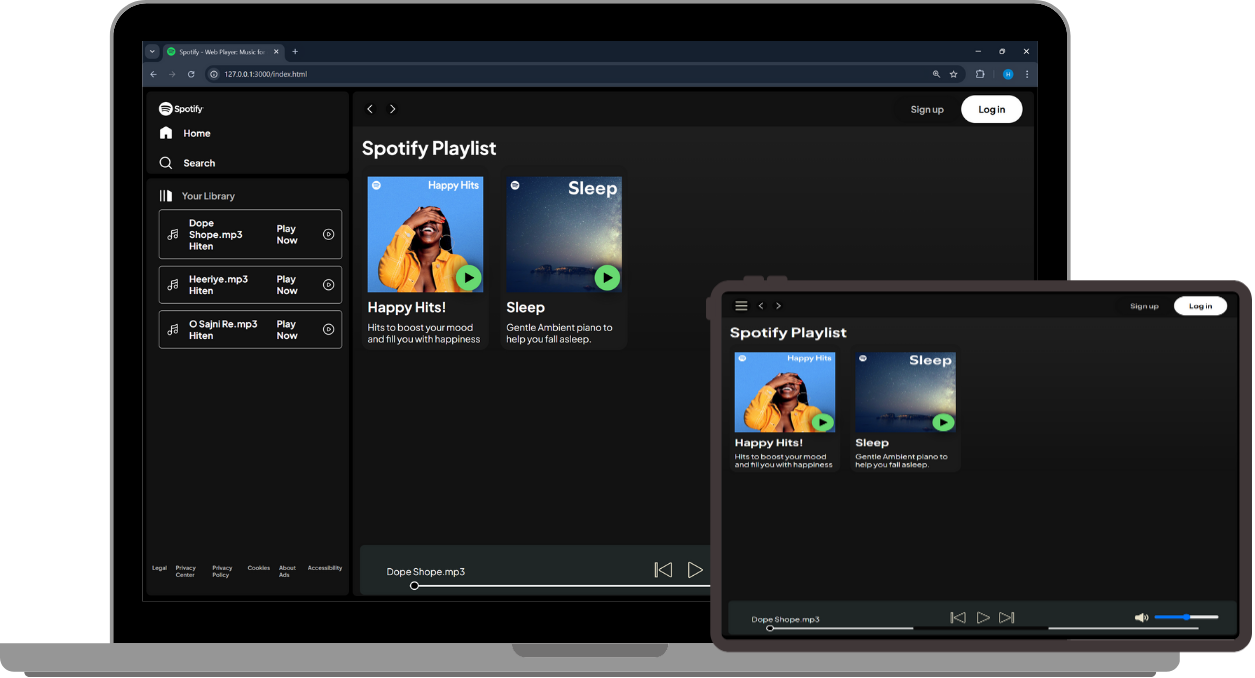 Spotify - Web Player: Music for
127.0.0.1:3000/index.html
H
Spotify
Home
Search
Your Library
Dope
Shope.mp3
Hiten
Play
Now
Heeriye.mp3
Hiten
Play
Now
O Sajni Re.mp3
Hiten
Play
Now
Legal
Privacy
Center
Privacy
Policy
Cookies
About
Ads
Accessibility
Sign up
Log in
Spotify Playlist
Happy Hits
Happy Hits!
Hits to boost your mood
and fill you with happiness
Sleep
Sleep
Gentle Ambient piano to
help you fall asleep.
Dope Shope.mp3
Sign up
Log in
Spotify Playlist
Happy Hits
Happy Hits!
Hits to boost your mood
and fill you with happiness
Sleep
Sleep
Gentle Ambient piano to
help you fall asleep.
Dope Shope.mp3